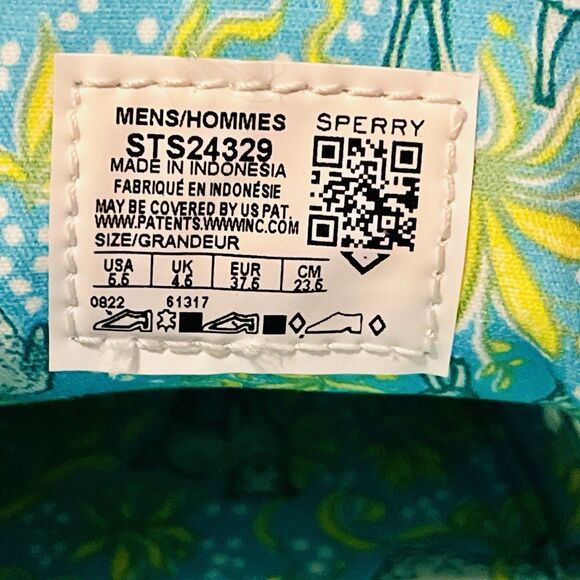 MENS/HOMMES
SPERRY
STS24329
MADE IN INDONESIA
FABRIQUÉ EN INDONÉSIE
MAY BE COVERED BY US PAT.
WWW.PATENTS.WWWINC.COM
SIZE/GRANDEUR
USA UK EUR CM
5.5 4.5 37.5 23.5
0822 61317